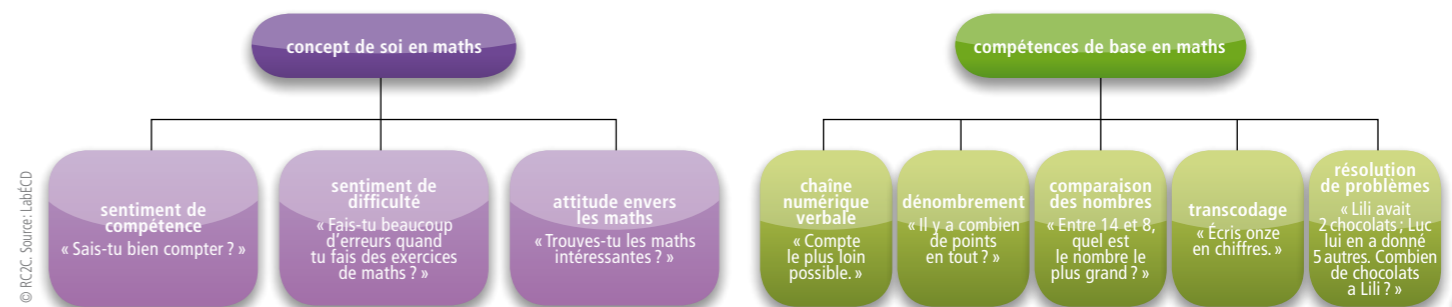 concept de soi en maths
sentiment de
compétence
« Sais-tu bien compter ? »
sentiment de
difficulté
« Fais-tu beaucoup
d'erreurs quand
tu fais des exercices
de maths ? »
attitude envers
les maths
« Trouves-tu les maths
intéressantes ? »
compétences de base en maths
chaîne
numérique
verbale
« Compte
le plus loin
possible. »
dénombrement
« Il y a combien
de points
en tout ? »
comparaison
des nombres
« Entre 14 et 8,
quel est
le nombre le
plus grand ? »
transcodage
« Écris onze
en chiffres. »
résolution
de problèmes
« Lili avait
2 chocolats ; Luc
lui en a donné
5 autres. Combien
de chocolats
a Lili ? »
© RC2C. Source: LabÉCD